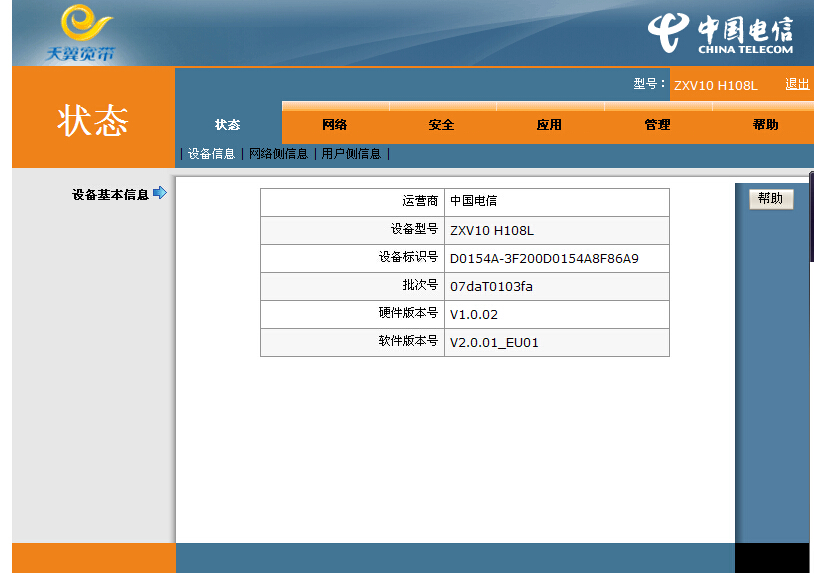 天翼宽带
中国电信
CHINA TELECOM
型号： ZXV10 H108L 退出
状态
状态 网络 安全 应用 管理 帮助
| 设备信息 | 网络侧信息 | 用户侧信息 |
设备基本信息
帮助
运营商 中国电信
设备型号 ZXV10 H108L
设备标识号 D0154A-3F200D0154A8F86A9
批次号 07daT0103fa
硬件版本号 V1.0.02
软件版本号 V2.0.01_EU01